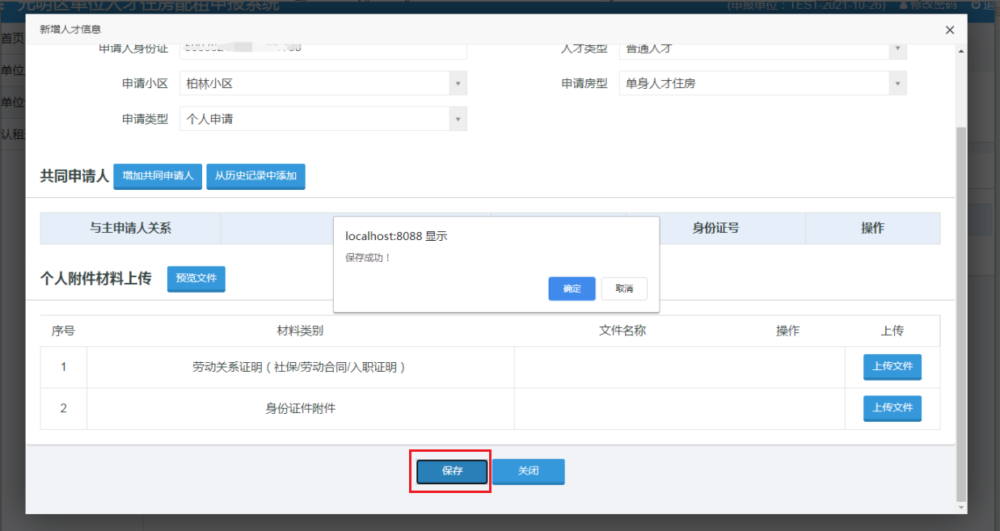 光明区单位人才住房配租申报系统
(申报单位：TEST-2021-10-26)
修改密码
新增人才信息
首页
单位
单位
认租
申请人身份证
人才类型
普通人才
申请小区
柏林小区
申请房型
单身人才住房
申请类型
个人申请
共同申请人
增加共同申请人
从历史记录中添加
与主申请人关系
身份证号
操作
localhost:8088 显示
保存成功！
确定
取消
个人附件材料上传
预览文件
序号
材料类别
文件名称
操作
上传
1
劳动关系证明（社保/劳动合同/入职证明）
上传文件
2
身份证件附件
上传文件
保存
关闭